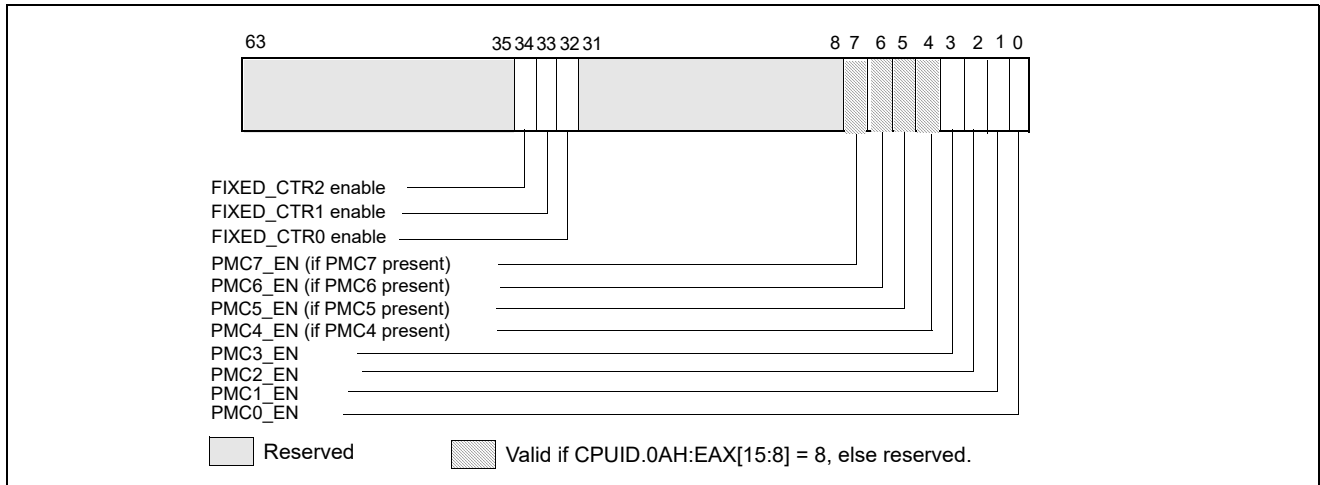 63 35 34 33 32 31 8 7 6 5 4 3 2 1 0
FIXED_CTR2 enable
FIXED_CTR1 enable
FIXED_CTR0 enable
PMC7_EN (if PMC7 present)
PMC6_EN (if PMC6 present)
PMC5_EN (if PMC5 present)
PMC4_EN (if PMC4 present)
PMC3_EN
PMC2_EN
PMC1_EN
PMC0_EN
Reserved Valid if CPUID.0AH:EAX[15:8] = 8, else reserved.